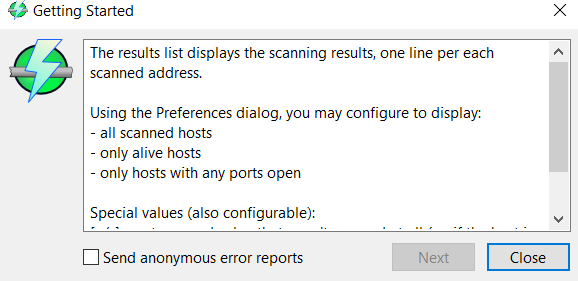 Getting Started
The results list displays the scanning results, one line per each
scanned address.
Using the Preferences dialog, you may configure to display:
- all scanned hosts
- only alive hosts
- only hosts with any ports open
Special values (also configurable):
Send anonymous error reports
Next
Close